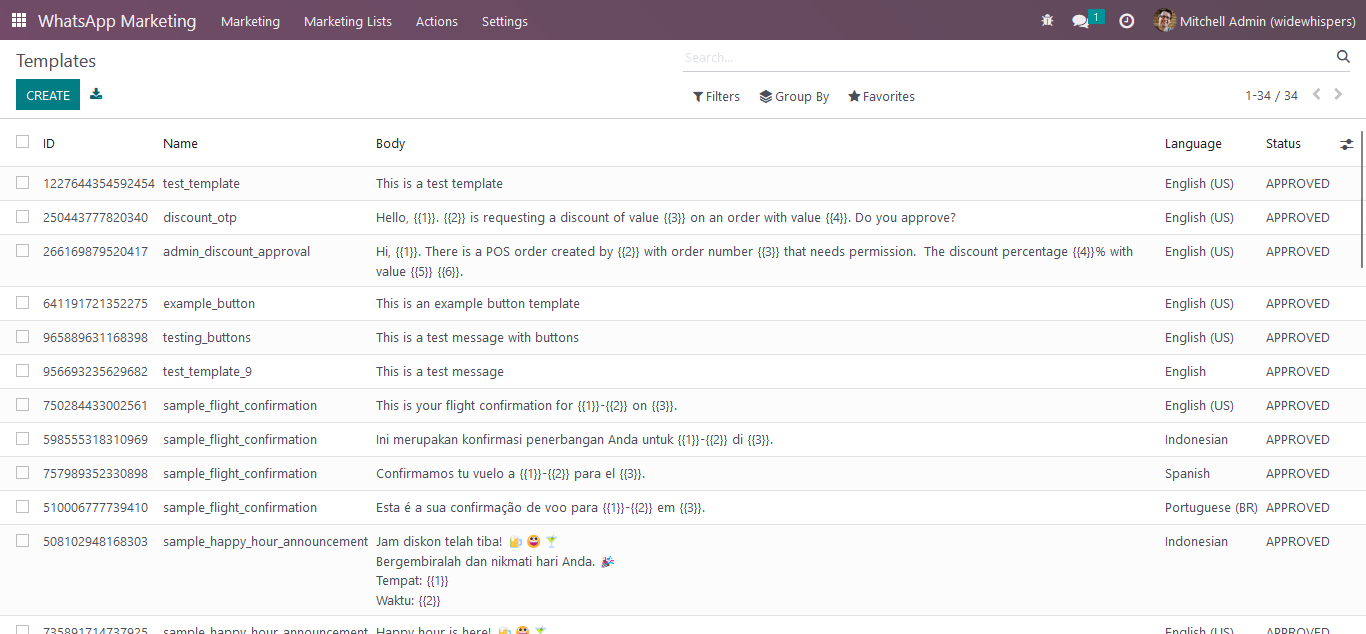 WhatsApp Marketing Marketing Marketing Lists Actions Settings 1 Mitchell Admin (widewhispers)
Templates Search...
CREATE Filters Group By Favorites 1-34 / 34
ID Name Body Language Status
1227644354592454 test_template This is a test template English (US) APPROVED
250443777820340 discount_otp Hello, {{1}}. {{2}} is requesting a discount of value {{3}} on an order with value {{4}}. Do you approve? English (US) APPROVED
266169879520417 admin_discount_approval Hi, {{1}}. There is a POS order created by {{2}} with order number {{3}} that needs permission. The discount percentage {{4}}% with English (US) APPROVED
value {{5}} {{6}}.
641191721352275 example_button This is an example button template English (US) APPROVED
965889631168398 testing_buttons This is a test message with buttons English (US) APPROVED
956693235629682 test_template_9 This is a test message English APPROVED
750284433002561 sample_flight_confirmation This is your flight confirmation for {{1}}-{{2}} on {{3}}. English (US) APPROVED
598555318310969 sample_flight_confirmation Ini merupakan konfirmasi penerbangan Anda untuk {{1}}-{{2}} di {{3}}. Indonesian APPROVED
757989352330898 sample_flight_confirmation Confirmamos tu vuelo a {{1}}-{{2}} para el {{3}}. Spanish APPROVED
510006777739410 sample_flight_confirmation Esta é a sua confirmação de voo para {{1}}-{{2}} em {{3}}. Portuguese (BR) APPROVED
508102948168303 sample_happy_hour_announcement Jam diskon telah tiba! 🍺 😀 🍸 Indonesian APPROVED
Bergembiralah dan nikmati hari Anda. 🎉
Tempat: {{1}}
Waktu: {{2}}
735891714737925 sample_happy_hour_announcement Happy hour is here! 🍺 😀 🍸 English (US) APPROVED